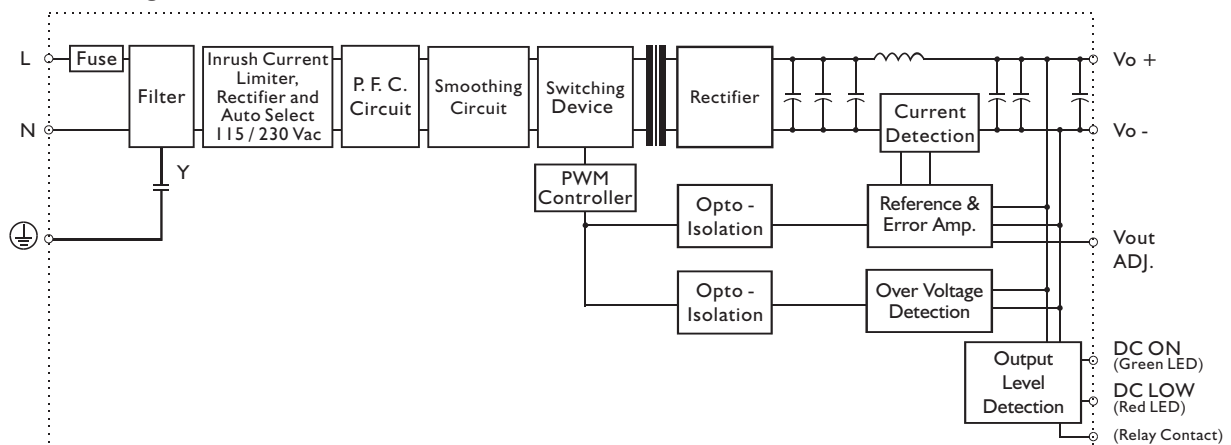 L
Fuse
N
Filter
Inrush Current
Limiter,
Rectifier and
Auto Select
115 / 230 Vac
P. F. C.
Circuit
Smoothing
Circuit
Switching
Device
Rectifier
Current
Detection
Vo +
Vo -
Y
PWM
Controller
Opto -
Isolation
Reference &
Error Amp.
Vout
ADJ.
Opto -
Isolation
Over Voltage
Detection
Output
Level
Detection
DC ON
(Green LED)
DC LOW
(Red LED)
(Relay Contact)